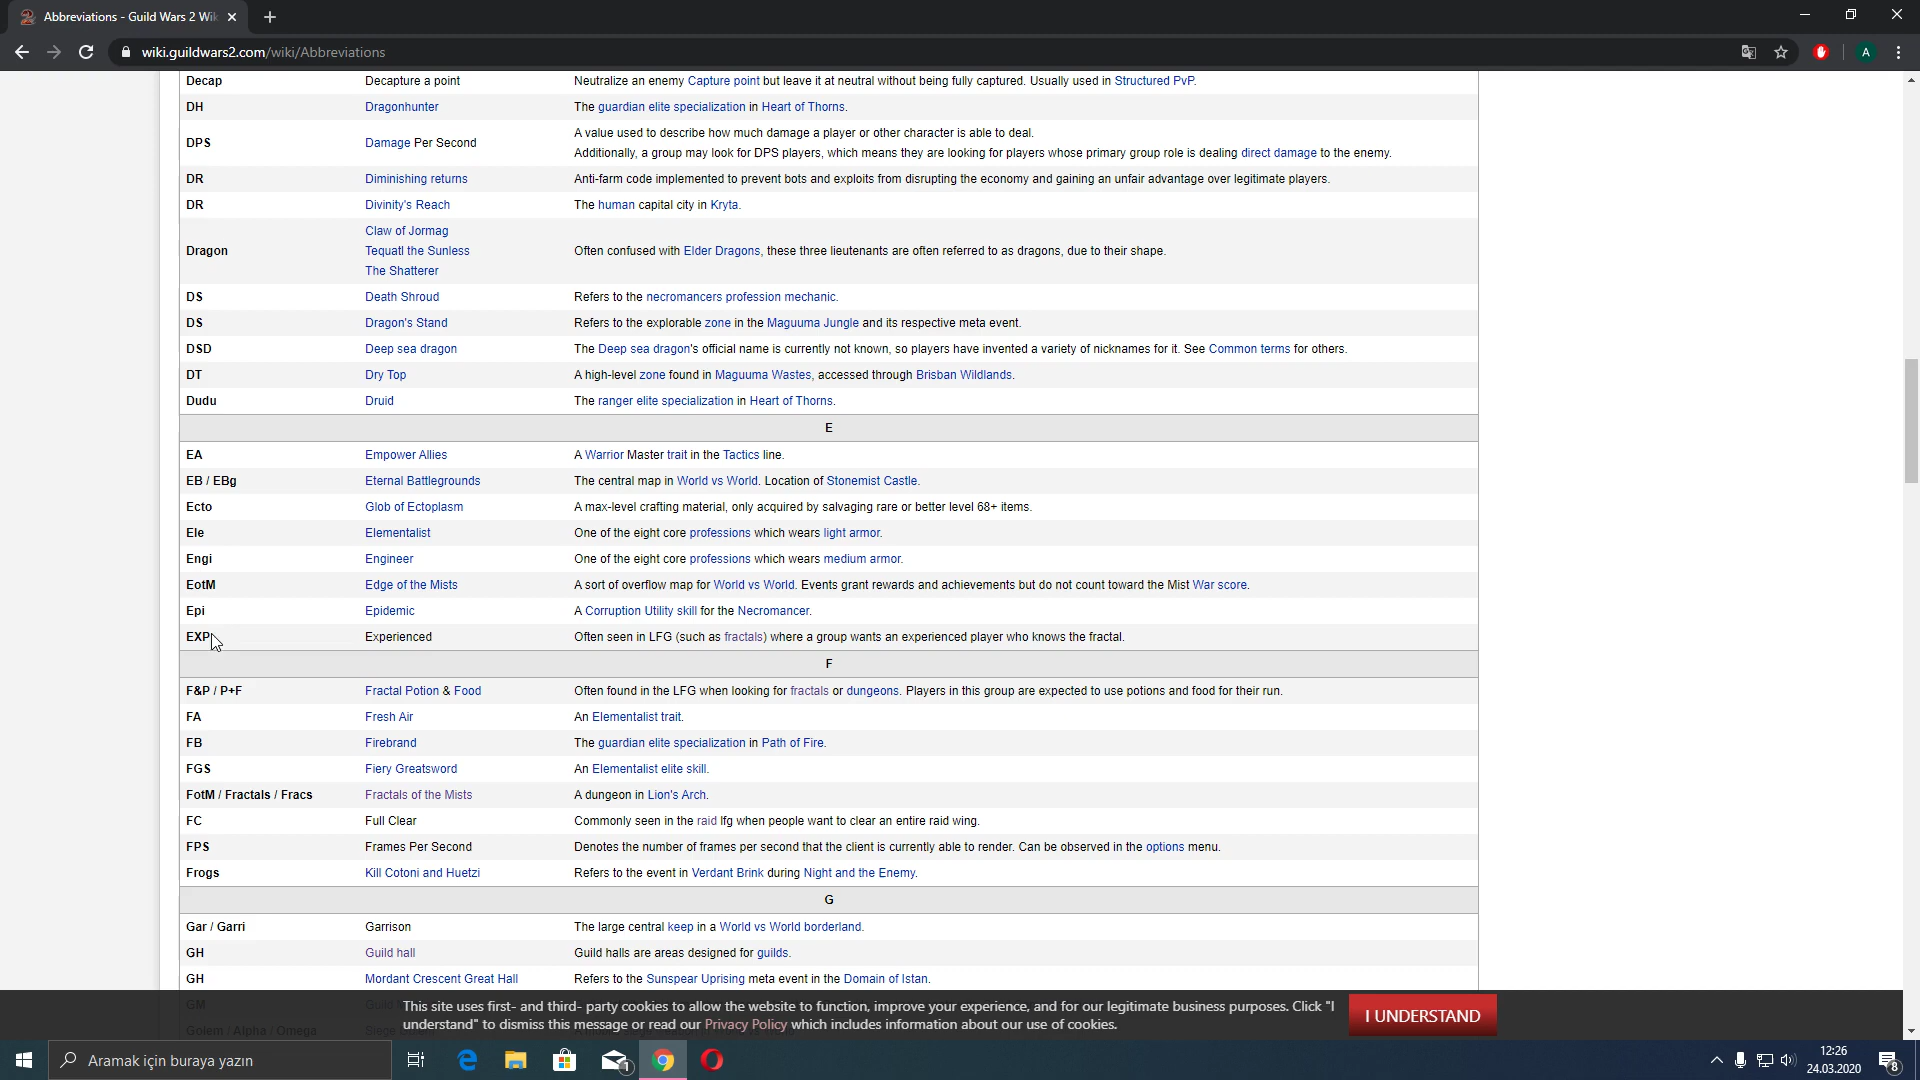 Abbreviations - Guild Wars 2 Wik
wiki.guildwars2.com/wiki/Abbreviations
A
Decap Decapture a point Neutralize an enemy Capture point but leave it at neutral without being fully captured. Usually used in Structured PvP.
DH Dragonhunter The guardian elite specialization in Heart of Thorns.
DPS Damage Per Second A value used to describe how much damage a player or other character is able to deal.
Additionally, a group may look for DPS players, which means they are looking for players whose primary group role is dealing direct damage to the enemy.
DR Diminishing returns Anti-farm code implemented to prevent bots and exploits from disrupting the economy and gaining an unfair advantage over legitimate players.
DR Divinity's Reach The human capital city in Kryta.
Dragon Claw of Jormag
Tequatl the Sunless Often confused with Elder Dragons, these three lieutenants are often referred to as dragons, due to their shape.
The Shatterer
DS Death Shroud Refers to the necromancers profession mechanic.
DS Dragon's Stand Refers to the explorable zone in the Maguuma Jungle and its respective meta event.
DSD Deep sea dragon The Deep sea dragon's official name is currently not known, so players have invented a variety of nicknames for it. See Common terms for others.
DT Dry Top A high-level zone found in Maguuma Wastes, accessed through Brisban Wildlands.
Dudu Druid The ranger elite specialization in Heart of Thorns.
E
EA Empower Allies A Warrior Master trait in the Tactics line.
EB / EBg Eternal Battlegrounds The central map in World vs World. Location of Stonemist Castle.
Ecto Glob of Ectoplasm A max-level crafting material, only acquired by salvaging rare or better level 68+ items.
Ele Elementalist One of the eight core professions which wears light armor.
Engi Engineer One of the eight core professions which wears medium armor.
EotM Edge of the Mists A sort of overflow map for World vs World. Events grant rewards and achievements but do not count toward the Mist War score.
Epi Epidemic A Corruption Utility skill for the Necromancer.
EXP Experienced Often seen in LFG (such as fractals) where a group wants an experienced player who knows the fractal.
F
F&P / P+F Fractal Potion & Food Often found in the LFG when looking for fractals or dungeons. Players in this group are expected to use potions and food for their run.
FA Fresh Air An Elementalist trait.
FB Firebrand The guardian elite specialization in Path of Fire.
FGS Fiery Greatsword An Elementalist elite skill.
FotM / Fractals / Fracs Fractals of the Mists A dungeon in Lion's Arch.
FC Full Clear Commonly seen in the raid lfg when people want to clear an entire raid wing.
FPS Frames Per Second Denotes the number of frames per second that the client is currently able to render. Can be observed in the options menu.
Frogs Kill Cotoni and Huetzi Refers to the event in Verdant Brink during Night and the Enemy.
G
Gar / Garri Garrison The large central keep in a World vs World borderland.
GH Guild hall Guild halls are areas designed for guilds.
GH Mordant Crescent Great Hall Refers to the Sunspear Uprising meta event in the Domain of Istan.
GM Guild
Golem / Alpha / Omega Siege
This site uses first- and third- party cookies to allow the website to function, improve your experience, and for our legitimate business purposes. Click "I
understand" to dismiss this message or read our Privacy Policy which includes information about our use of cookies.
I UNDERSTAND
Aramak için buraya yazın
1
12:26
24.03.2020
8